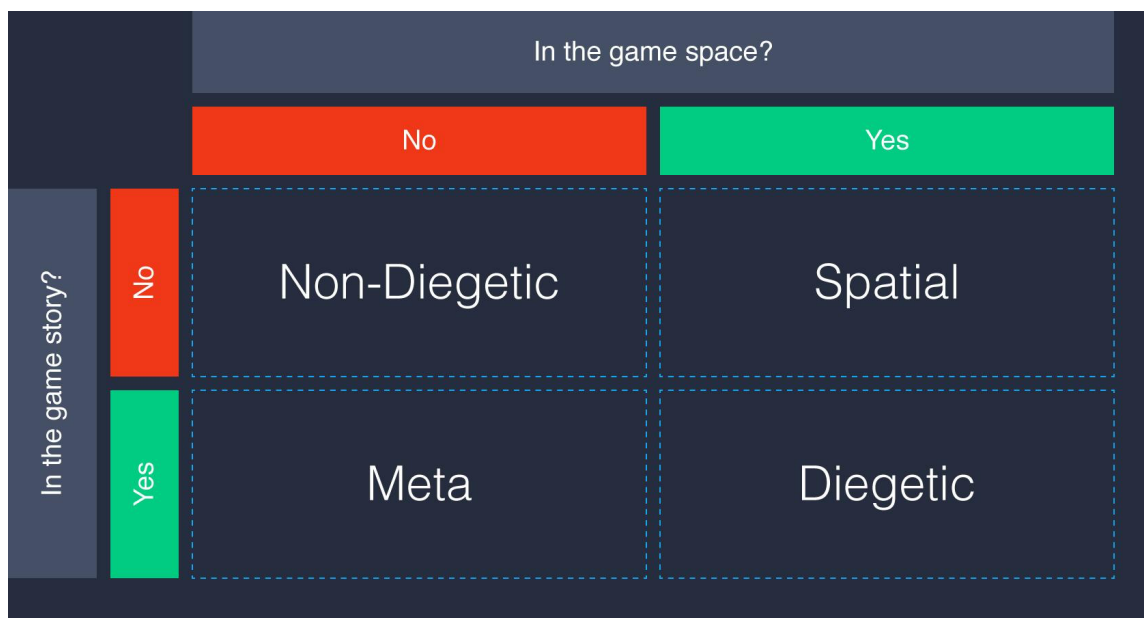 In the game space?
No
Yes
In the game story?
No
Non-Diegetic
Spatial
Yes
Meta
Diegetic